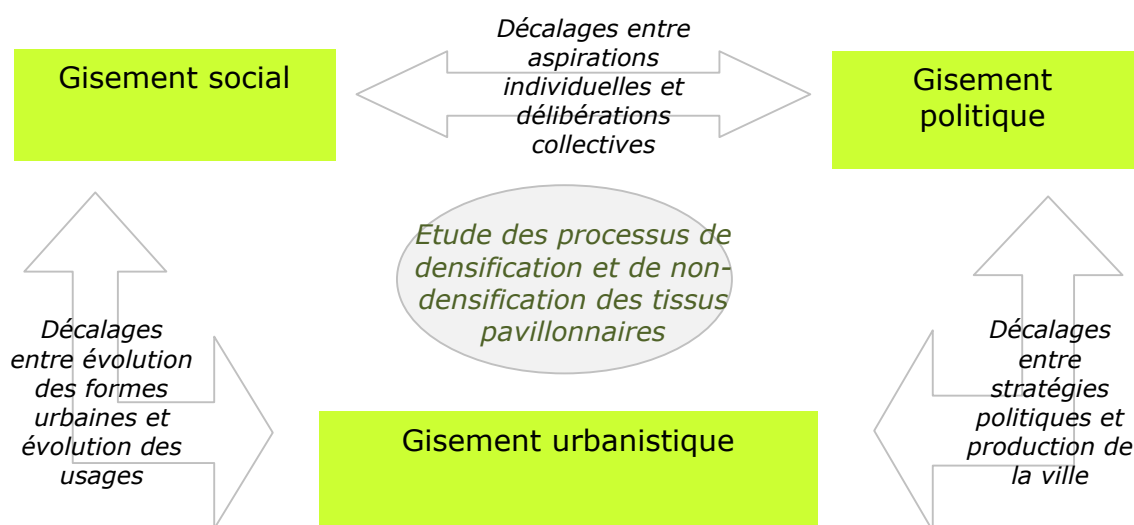 Gisement social
Décalages entre
aspirations
individuelles et
délibérations
collectives
Gisement
politique
Etude des processus de
densification et de non-
densification des tissus
pavillonnaires
Décalages
entre évolution
des formes
urbaines et
évolution des
usages
Gisement urbanistique
Décalages
entre
stratégies
politiques et
production de
la ville